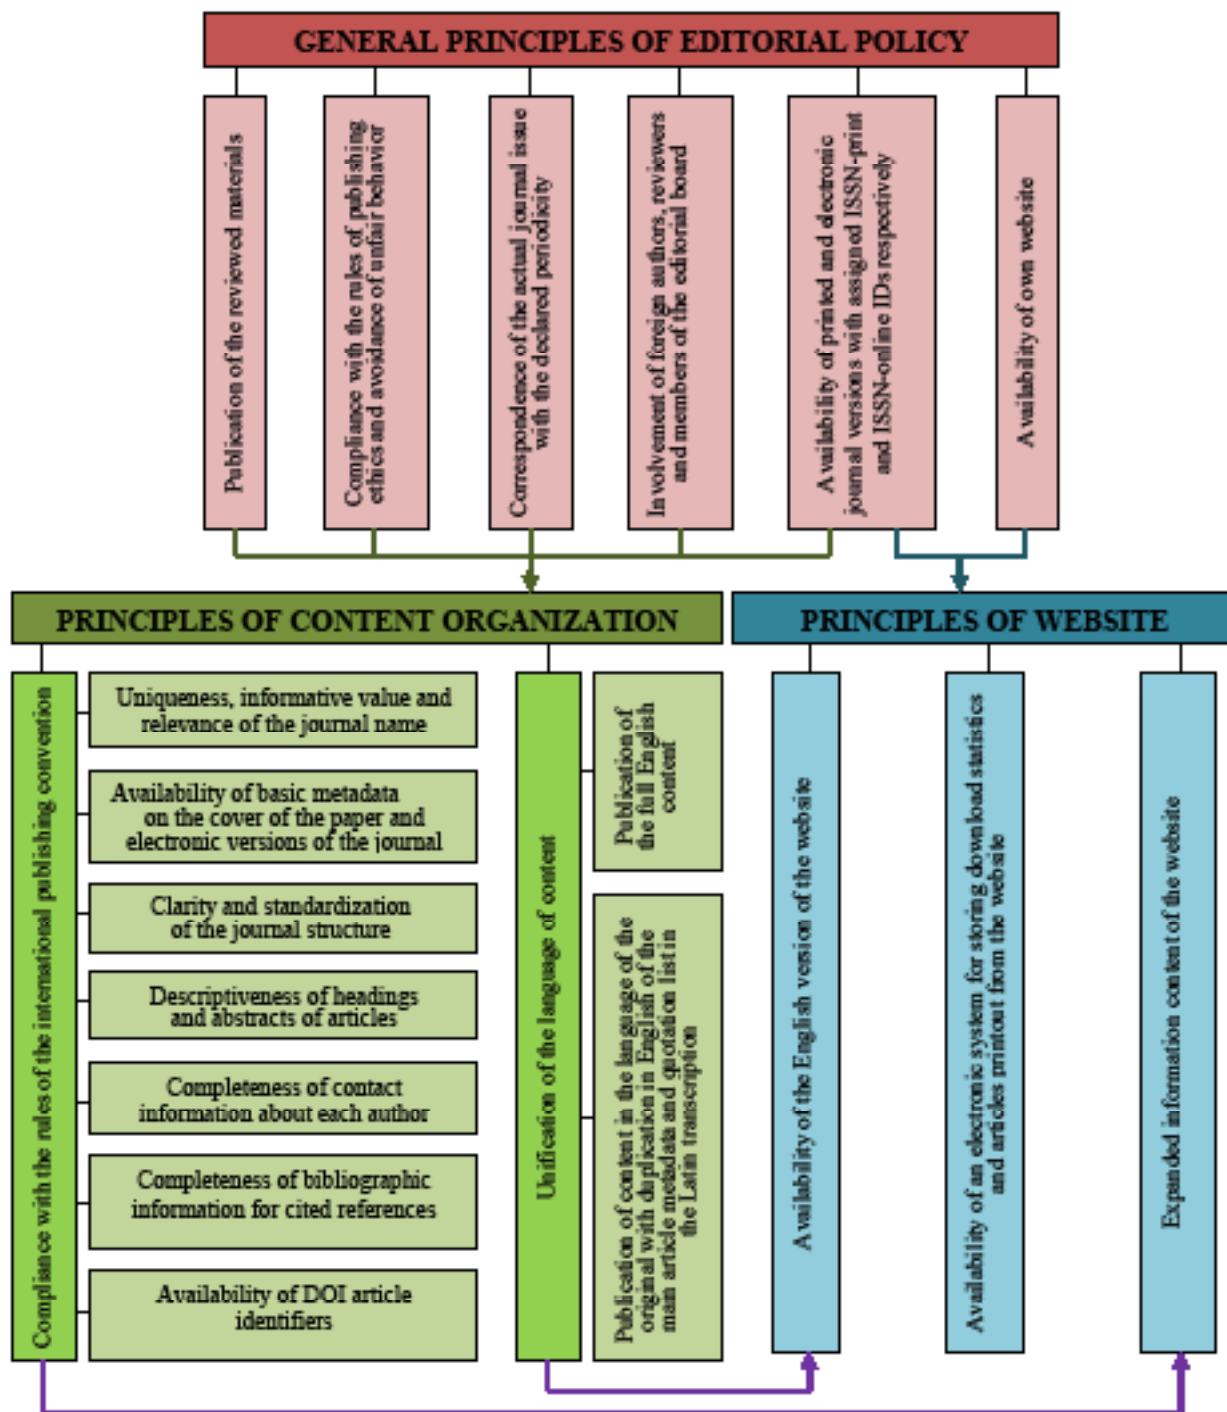 GENERAL PRINCIPLES OF EDITORIAL POLICY
Publication of the reviewed materials
Compliance with the rules of publishing
ethics and avoidance of unfair behavior
Correspondence of the actual journal issue
with the declared periodicity
Involvement of foreign authors, reviewers
and members of the editorial board
Availability of printed and electronic
journal versions with assigned ISSN-print
and ISSN-online IDs respectively
Availability of own website
PRINCIPLES OF CONTENT ORGANIZATION
Compliance with the rules of the international publishing convention
Uniqueness, informative value and
relevance of the journal name
Availability of basic metadata
on the cover of the paper and
electronic versions of the journal
Clarity and standardization
of the journal structure
Descriptiveness of headings
and abstracts of articles
Completeness of contact
information about each author
Completeness of bibliographic
information for cited references
Availability of DOI article
identifiers
Unification of the language of content
Publication of
the full English
content
Publication of content in the language of the
original with duplication in English of the
main article metadata and quotation list in
the Latin transcription
PRINCIPLES OF WEBSITE
Availability of the English version of the website
Availability of an electronic system for storing download statistics
and articles printout from the website
Expanded information content of the website